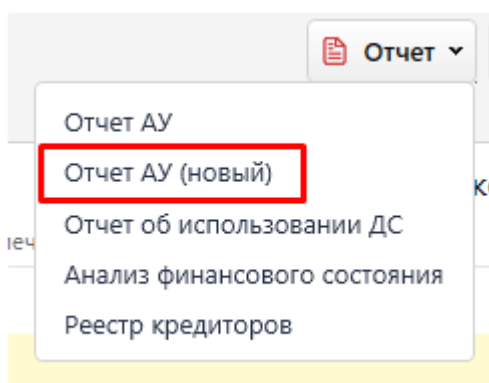 Отчет
Отчет АУ
Отчет АУ (новый)
Отчет об использовании ДС
Анализ финансового состояния
Реестр кредиторов